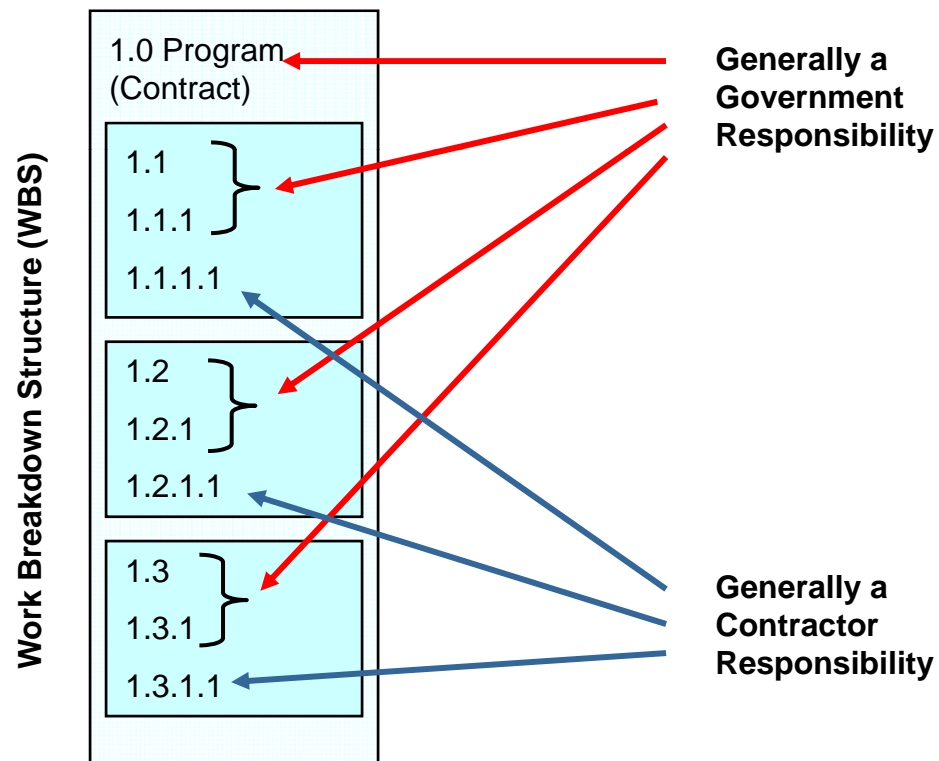 Work Breakdown Structure (WBS)
1.0 Program
(Contract)
1.1
1.1.1
1.1.1.1
1.2
1.2.1
1.2.1.1
1.3
1.3.1
1.3.1.1
Generally a
Government
Responsibility
Generally a
Contractor
Responsibility